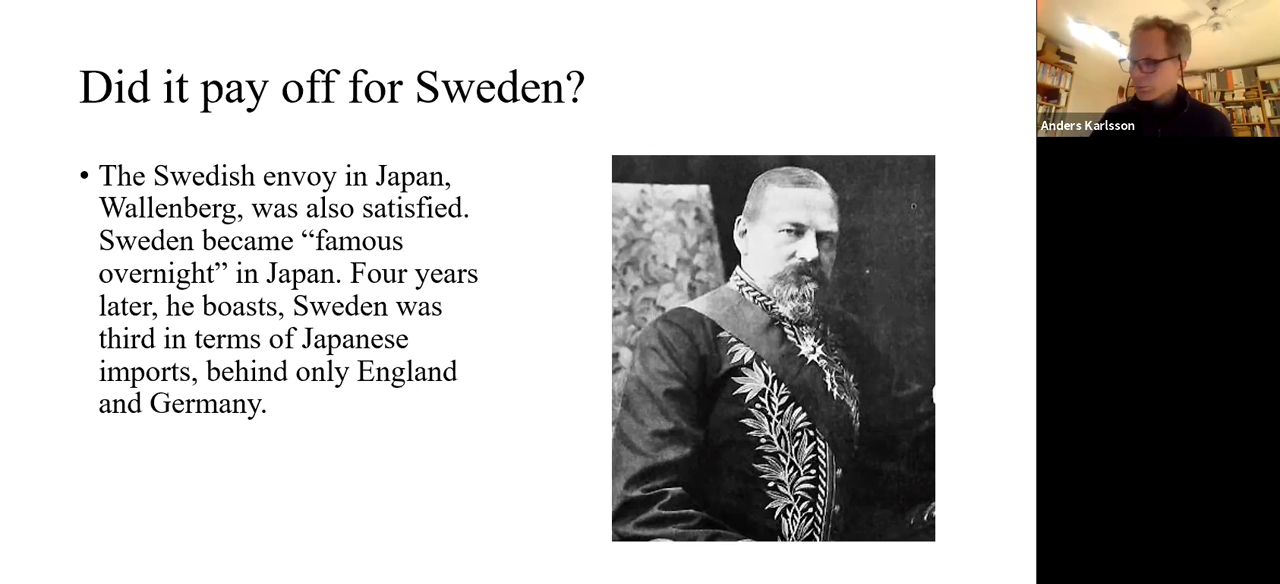 Did it pay off for Sweden?
• The Swedish envoy in Japan,
Wallenberg, was also satisfied.
Sweden became “famous
overnight” in Japan. Four years
later, he boasts, Sweden was
third in terms of Japanese
imports, behind only England
and Germany.
Anders Karlsson